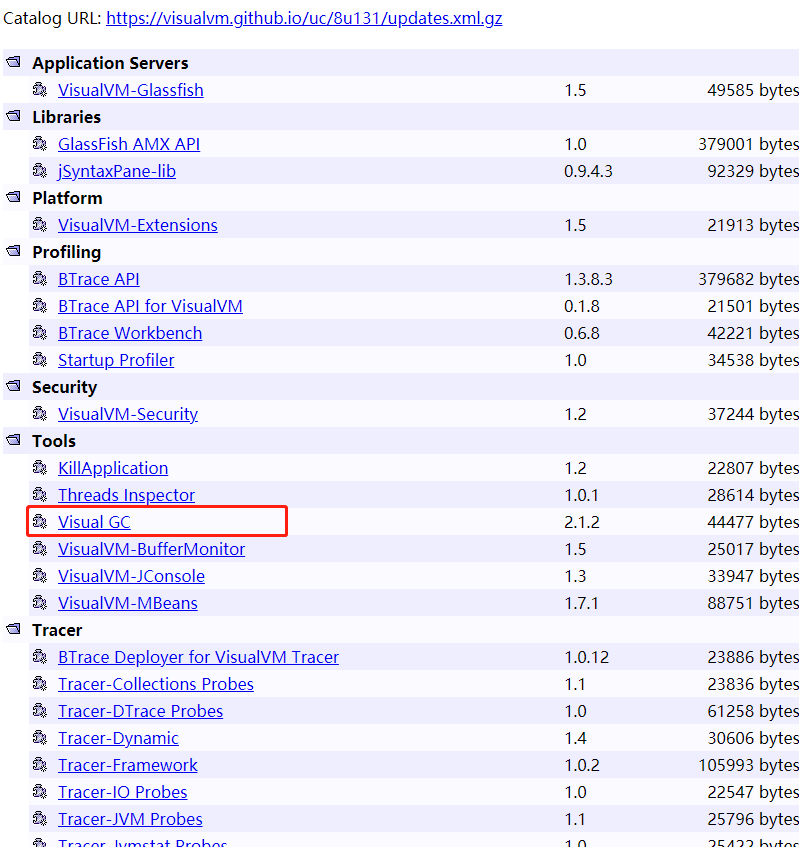 Catalog URL: https://visualvm.github.io/uc/8u131/updates.xml.gz
Application Servers
VisualVM-Glassfish 1.5 49585 bytes
Libraries
GlassFish AMX API 1.0 379001 bytes
jSyntaxPane-lib 0.9.4.3 92329 bytes
Platform
VisualVM-Extensions 1.5 21913 bytes
Profiling
BTrace API 1.3.8.3 379682 bytes
BTrace API for VisualVM 0.1.8 21501 bytes
BTrace Workbench 0.6.8 42221 bytes
Startup Profiler 1.0 34538 bytes
Security
VisualVM-Security 1.2 37244 bytes
Tools
KillApplication 1.2 22807 bytes
Threads Inspector 1.0.1 28614 bytes
Visual GC 2.1.2 44477 bytes
VisualVM-BufferMonitor 1.5 25017 bytes
VisualVM-JConsole 1.3 33947 bytes
VisualVM-MBeans 1.7.1 88751 bytes
Tracer
BTrace Deployer for VisualVM Tracer 1.0.12 23886 bytes
Tracer-Collections Probes 1.1 23836 bytes
Tracer-DTrace Probes 1.0 61258 bytes
Tracer-Dynamic 1.4 30606 bytes
Tracer-Framework 1.0.2 105993 bytes
Tracer-IO Probes 1.0 22547 bytes
Tracer-JVM Probes 1.1 25796 bytes
Tracer-Jvmstat Probes 1.0 25422 bytes